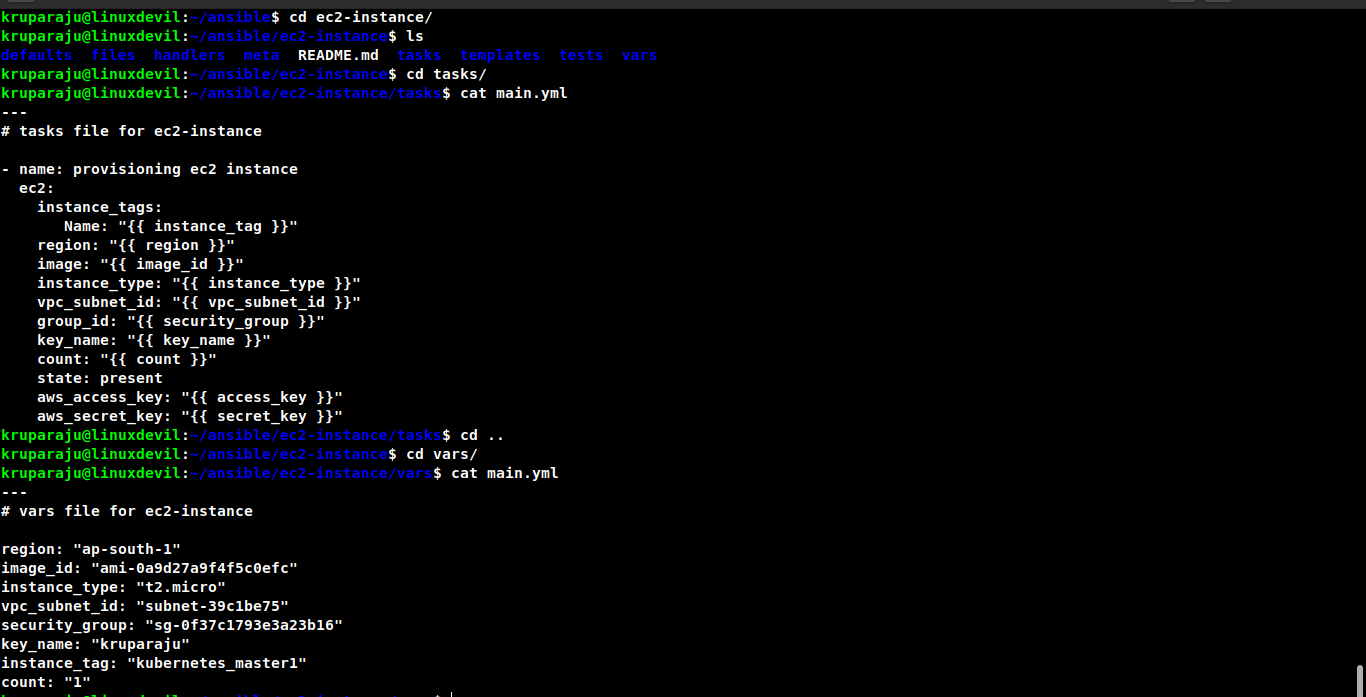 kruparaju@linuxdevil:~/ansible$ cd ec2-instance/
kruparaju@linuxdevil:~/ansible/ec2-instance$ ls
defaults  files  handlers  meta  README.md  tasks  templates  tests  vars
kruparaju@linuxdevil:~/ansible/ec2-instance$ cd tasks/
kruparaju@linuxdevil:~/ansible/ec2-instance/tasks$ cat main.yml
---
# tasks file for ec2-instance
- name: provisioning ec2 instance
  ec2:
    instance_tags:
       Name: "{{ instance_tag }}"
    region: "{{ region }}"
    image: "{{ image_id }}"
    instance_type: "{{ instance_type }}"
    vpc_subnet_id: "{{ vpc_subnet_id }}"
    group_id: "{{ security_group }}"
    key_name: "{{ key_name }}"
    count: "{{ count }}"
    state: present
    aws_access_key: "{{ access_key }}"
    aws_secret_key: "{{ secret_key }}"
kruparaju@linuxdevil:~/ansible/ec2-instance/tasks$ cd ..
kruparaju@linuxdevil:~/ansible/ec2-instance$ cd vars/
kruparaju@linuxdevil:~/ansible/ec2-instance/vars$ cat main.yml
---
# vars file for ec2-instance
region: "ap-south-1"
image_id: "ami-0a9d27a9f4f5c0efc"
instance_type: "t2.micro"
vpc_subnet_id: "subnet-39c1be75"
security_group: "sg-0f37c1793e3a23b16"
key_name: "kruparaju"
instance_tag: "kubernetes_master1"
count: "1"